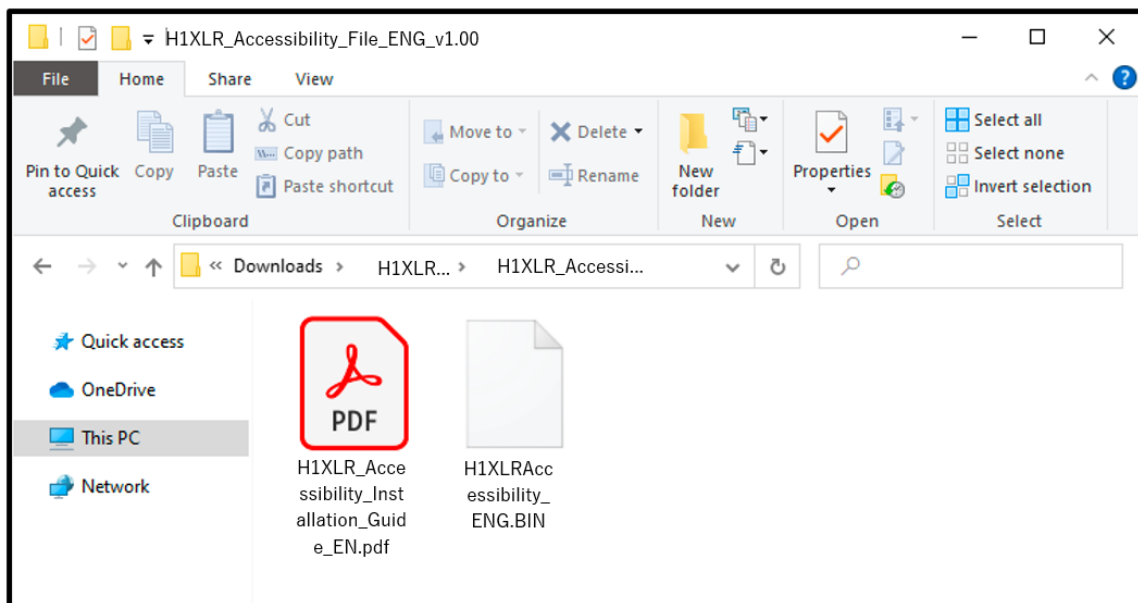 H1XLR_Accessibility_File_ENG_v1.00
File Home Share View
Pin to Quick access
Copy
Paste
Cut
Copy path
Paste shortcut
Clipboard
Move to
Copy to
Delete
Rename
Organize
New folder
New
Properties
Open
Select all
Select none
Invert selection
Select
« Downloads > H1XLR... > H1XLR_Accessi...
Quick access
OneDrive
This PC
Network
PDF
H1XLR_Acce
ssibility_Inst
allation_Guid
e_EN.pdf
H1XLRAcc
essibility_
ENG.BIN